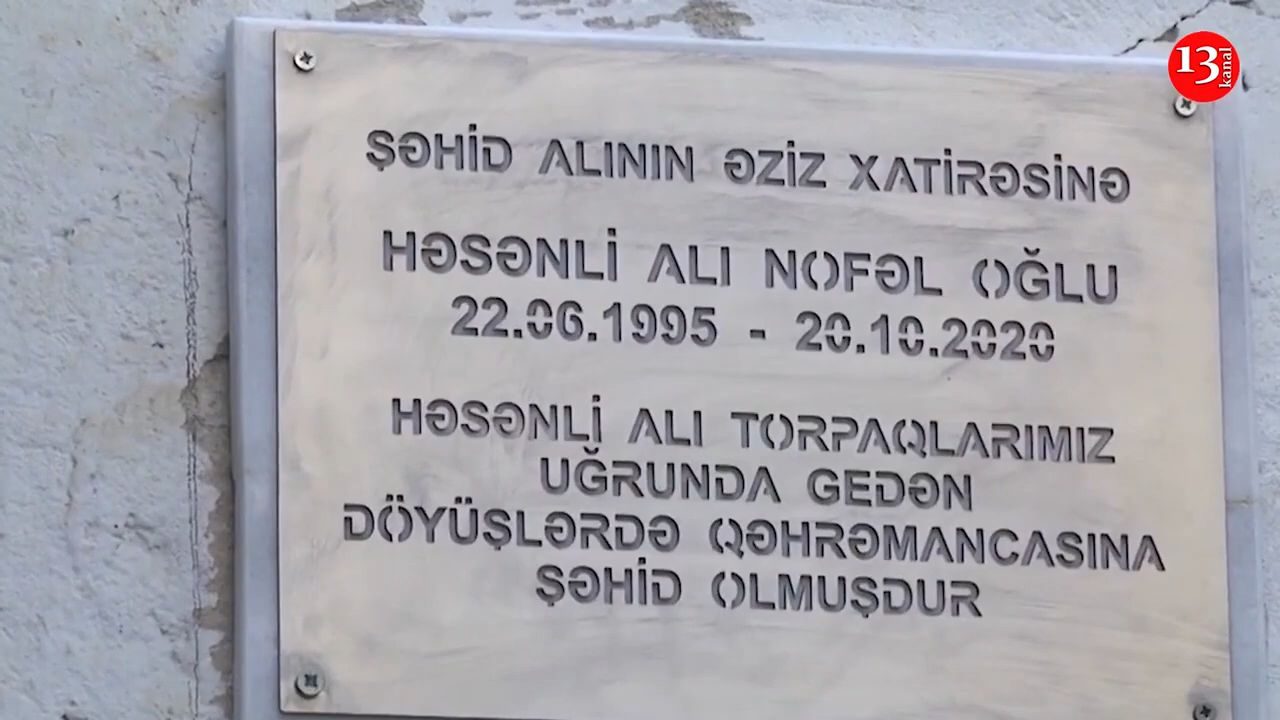 13 kanal
ŞƏHİD ALININ ƏZİZ XATİRƏSİNƏ
HƏSƏNLİ ALI NOFƏL OĞLU
22.06.1995 - 20.10.2020
HƏSƏNLİ ALI TORPAQLARIMIZ
UĞRUNDA GEDƏN
DÖYÜŞLƏRDƏ QƏHRƏMANCASINA
ŞƏHİD OLMUŞDUR